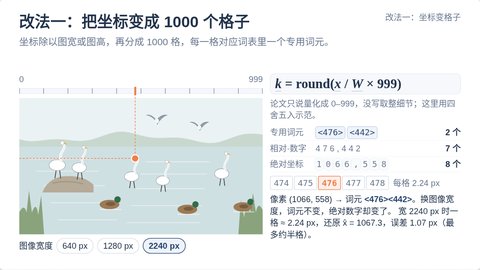 改法一：把坐标变成 1000 个格子
改法一：坐标变格子
坐标除以图宽或图高，再分成 1000 格，每一格对应词表里一个专用词元。
0
999
k = round(x / W × 999)
论文只说量化成 0–999，没写取整细节；这里用四
舍五入示范。
专用词元 <476> <442> 2 个
相对·数字 476,442 7 个
绝对坐标 1066,558 8 个
474 475 476 477 478 每格 2.24 px
像素 (1066, 558) → 词元 <476><442>。换图像宽
度，词元不变，绝对数字却变了。 宽 2240 px 时一
格 ≈ 2.24 px，还原 x̂ = 1067.3，误差 1.07 px（最
多约半格）。
图像宽度 640 px 1280 px 2240 px